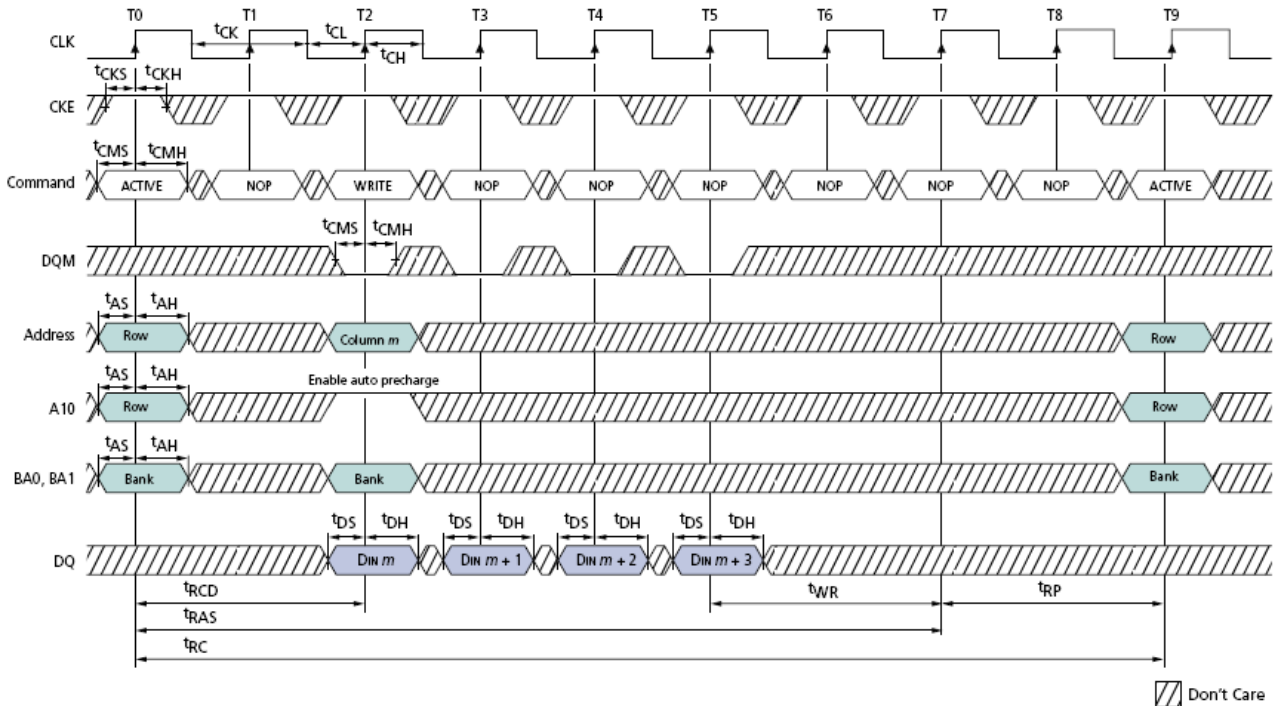 T0 T1 T2 T3 T4 T5 T6 T7 T8 T9
CLK
tCK tCL
tCH
tCKS tCKH
CKE
tCMS tCMH
Command ACTIVE NOP WRITE NOP NOP NOP NOP NOP NOP ACTIVE
tCMS tCMH
DQM
tAS tAH
Address Row Column m Row
tAS tAH Enable auto precharge
A10 Row Row
tAS tAH
BA0, BA1 Bank Bank Bank
tDS tDH tDS tDH tDS tDH tDS tDH
DQ DIN m DIN m + 1 DIN m + 2 DIN m + 3
tRCD tWR tRP
tRAS
tRC
Don't Care